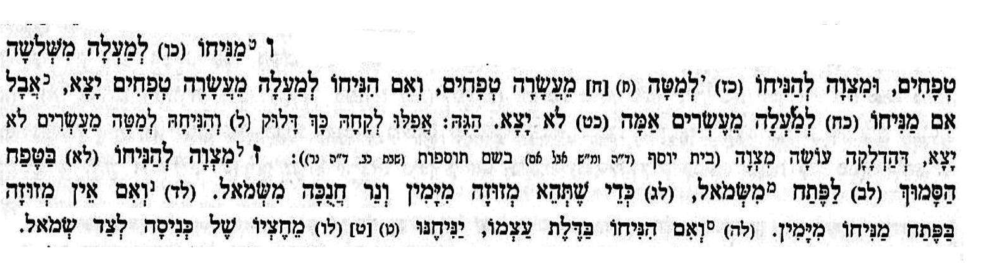 ו טמַנִּיחוֹ (כו) לְמַעְלָה מִשְּׁלֹשָׁה
טְפָחִים, וּמִצְוָה לְהַנִּיחוֹ (כז) ילְמַטָּה (ח) [ח] מֵעֲשָׂרָה טְפָחִים, וְאִם הִנִּיחוֹ לְמַעְלָה מֵעֲשָׂרָה טְפָחִים יָצָא, כאֲבָל
אִם מַנִּיחוֹ (כח) לְמַעְלָה מֵעֶשְׂרִים אַמָּה (כט) לֹא יָצָא. הַגָּה: אֲפִלּוּ לְקָחָהּ כָּךְ דָּלוּק (ל) וְהִנִּיחָהּ לְמַטָּה מֵעֶשְׂרִים לֹא
יָצָא, דְּהַדְלָקָה עוֹשָׂה מִצְוָה (בית יוסף (ד״ה ומ״ש אבל אם) בשם תוספות (שבת כב. ד״ה נר)): ז למִצְוָה לְהַנִּיחוֹ (לא) בַּטֶּפַח
הַסָּמוּךְ (לב) לַפֶּתַח ממִשְּׂמֹאל, (לג) כְּדֵי שֶׁתְּהֵא מְזוּזָה מִיָּמִין וְנֵר חֲנֻכָּה מִשְּׂמֹאל. (לד) נוְאִם אֵין מְזוּזָה
בַּפֶּתַח מַנִּיחוֹ מִיָּמִין. (לה) סוְאִם הִנִּיחוֹ בַּדֶּלֶת עַצְמוֹ, יַנִּיחֶנּוּ (ט) [ט] (לו) מֵחֶצְיוֹ שֶׁל כְּנִיסָה לְצַד שְׂמֹאל.